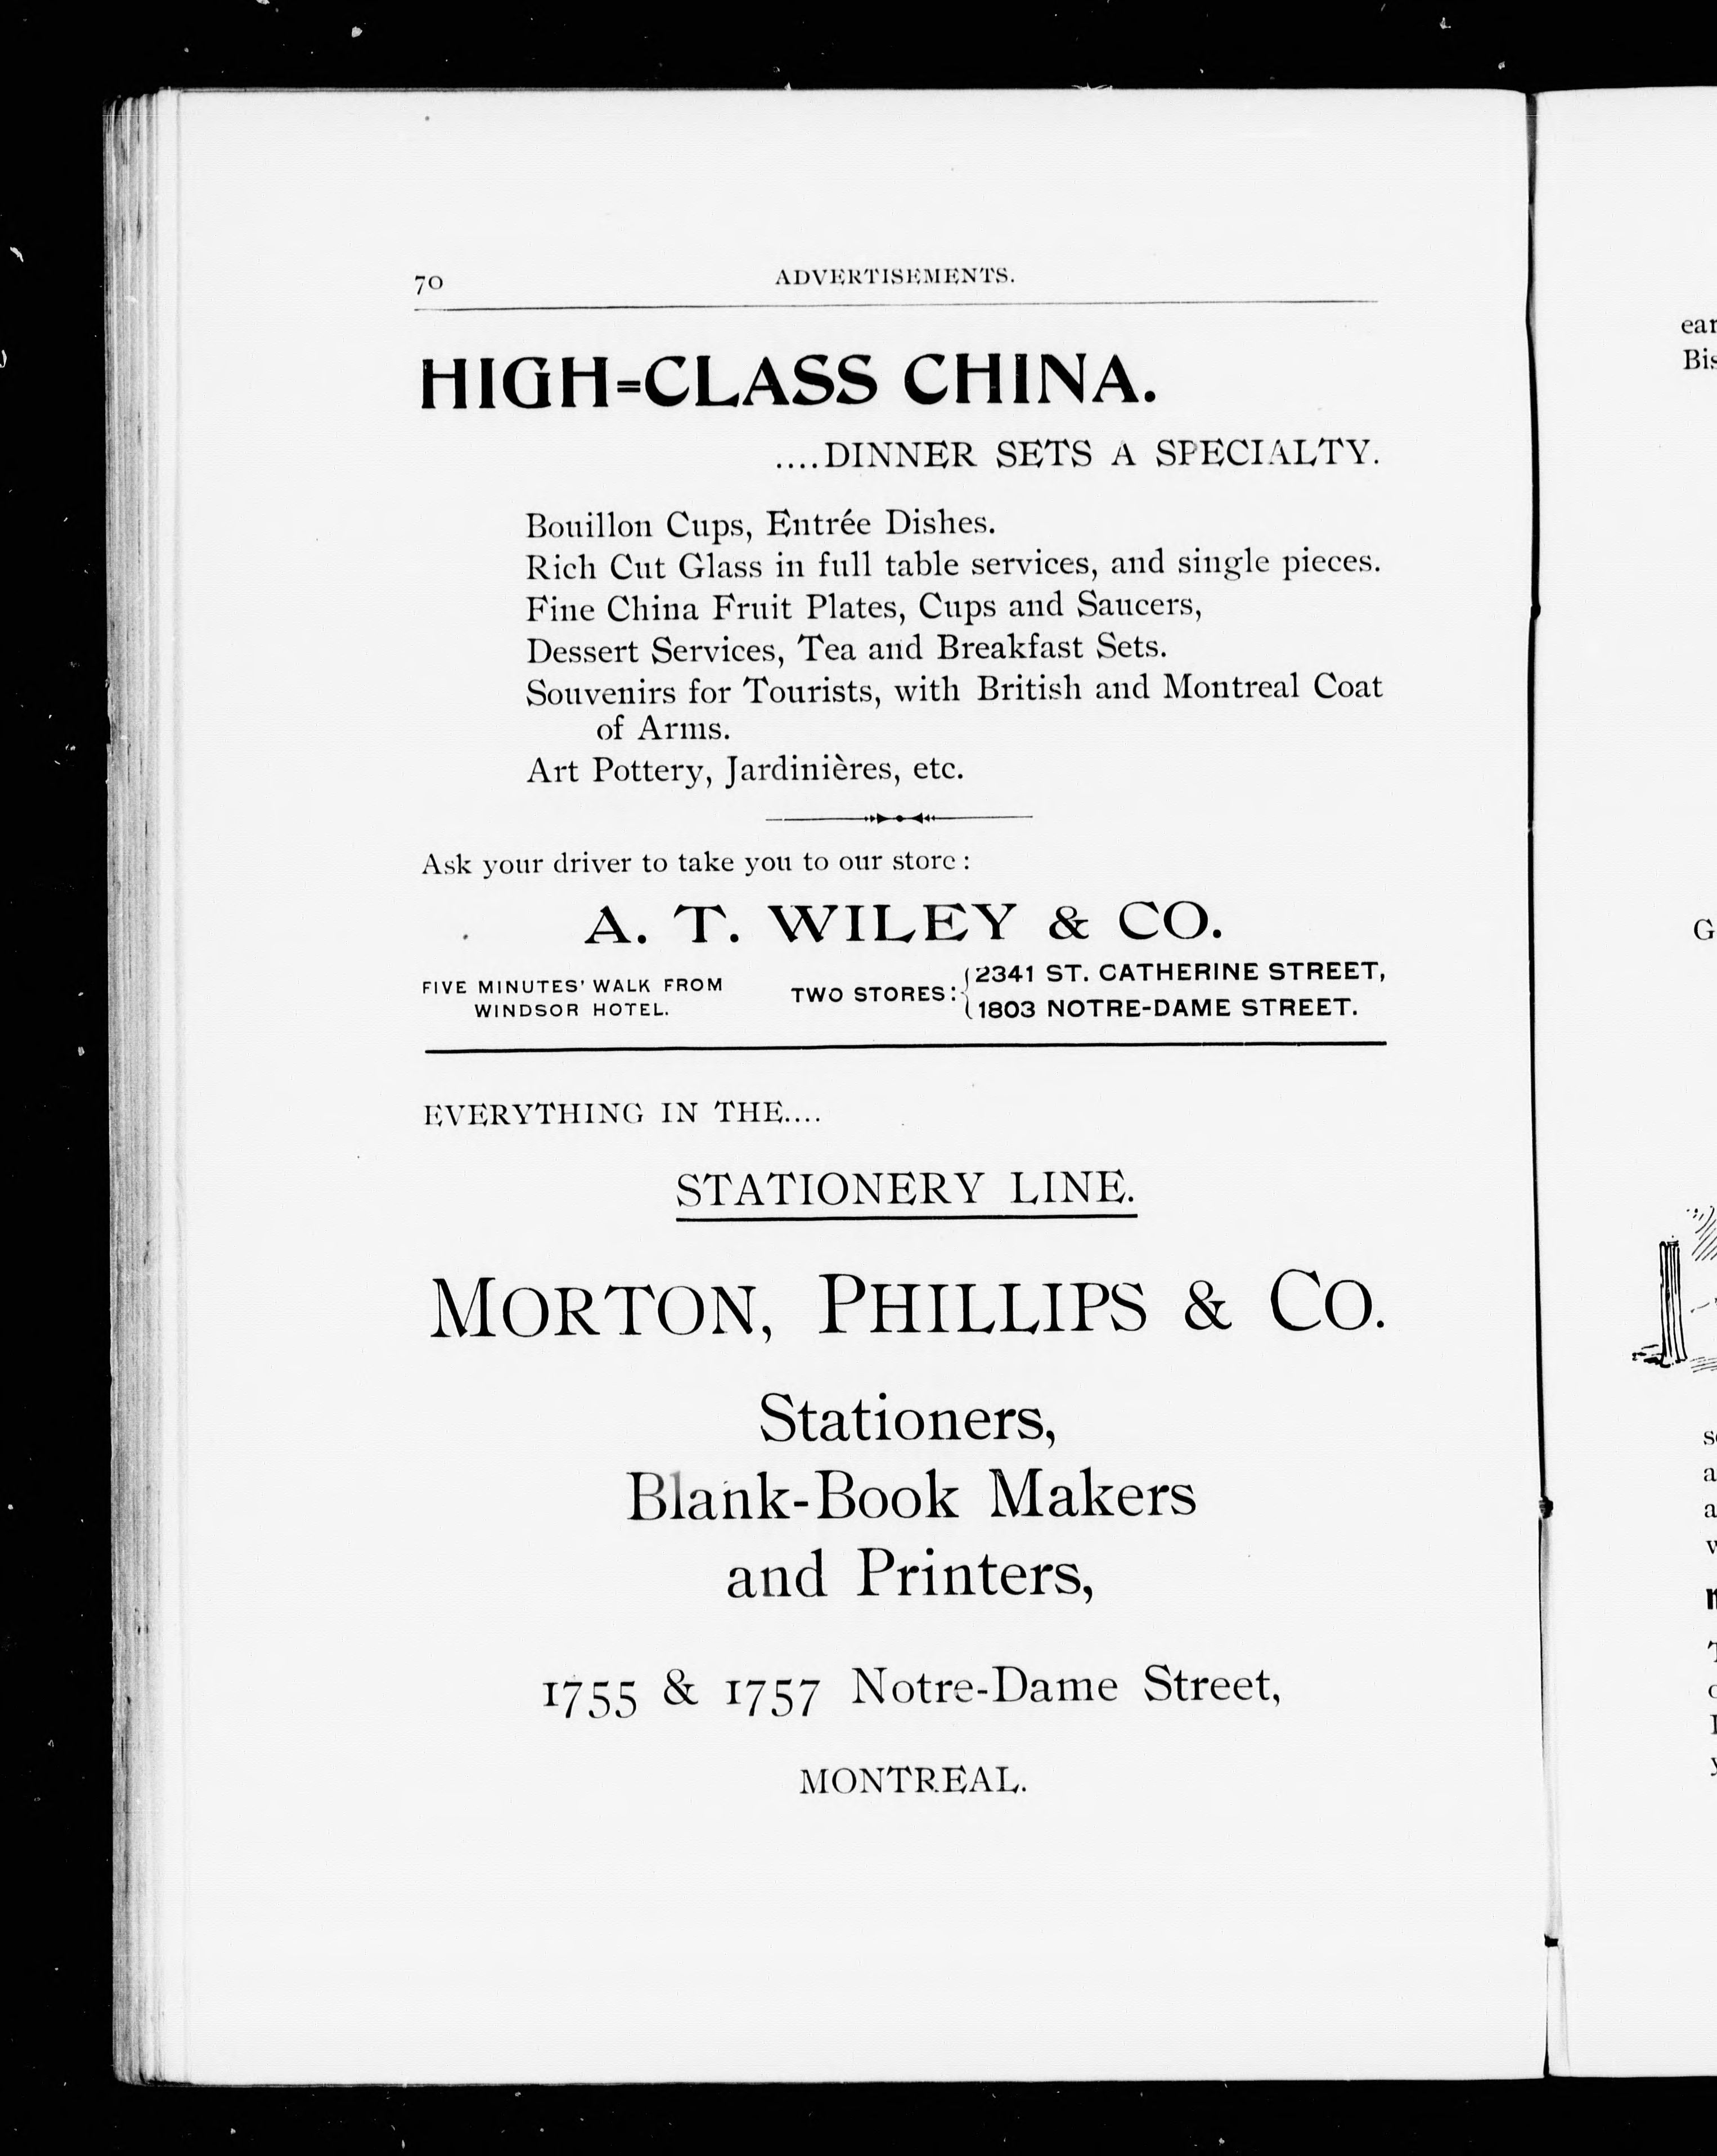 70
ADVERTISEMENTS.
HIGH=CLASS CHINA.
....DINNER SETS A SPECIALTY.
Bouillon Cups, Entrée Dishes.
Rich Cut Glass in full table services, and single pieces.
Fine China Fruit Plates, Cups and Saucers,
Dessert Services, Tea and Breakfast Sets.
Souvenirs for Tourists, with British and Montreal Coat
of Arms.
Art Pottery, Jardinières, etc.
Ask your driver to take you to our store:
A. T. WILEY & CO.
FIVE MINUTES' WALK FROM
WINDSOR HOTEL.
TWO STORES:
2341 ST. CATHERINE STREET,
1803 NOTRE-DAME STREET.
EVERYTHING IN THE....
STATIONERY LINE.
MORTON, PHILLIPS & CO.
Stationers,
Blank-Book Makers
and Printers,
1755 & 1757 Notre-Dame Street,
MONTREAL.